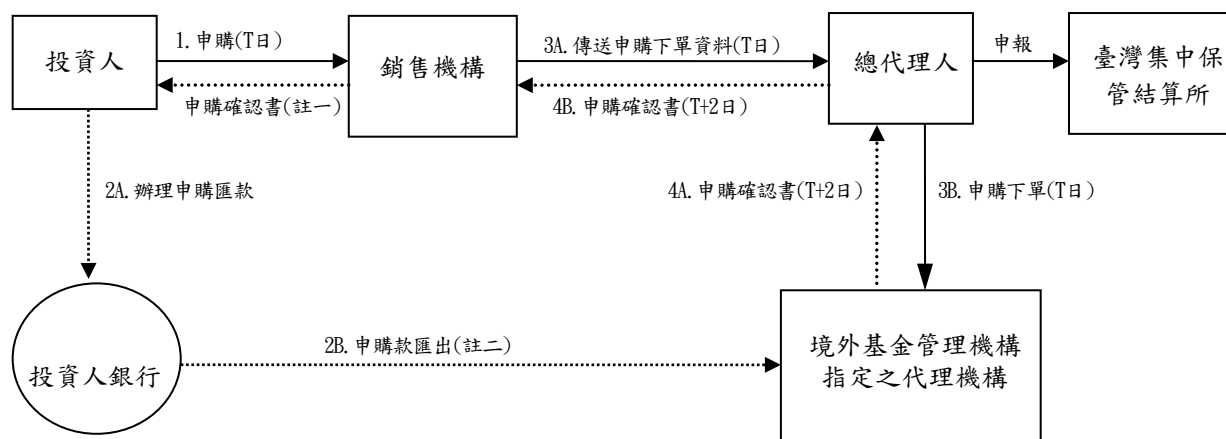 1.申購(T日)
3A.傳送申購下單資料(T日)
申報
投資人
銷售機構
總代理人
臺灣集中保
管結算所
申購確認書(註一)
4B.申購確認書(T+2日)
2A.辦理申購匯款
4A.申購確認書(T+2日)
3B.申購下單(T日)
2B.申購款匯出(註二)
投資人銀行
境外基金管理機構
指定之代理機構